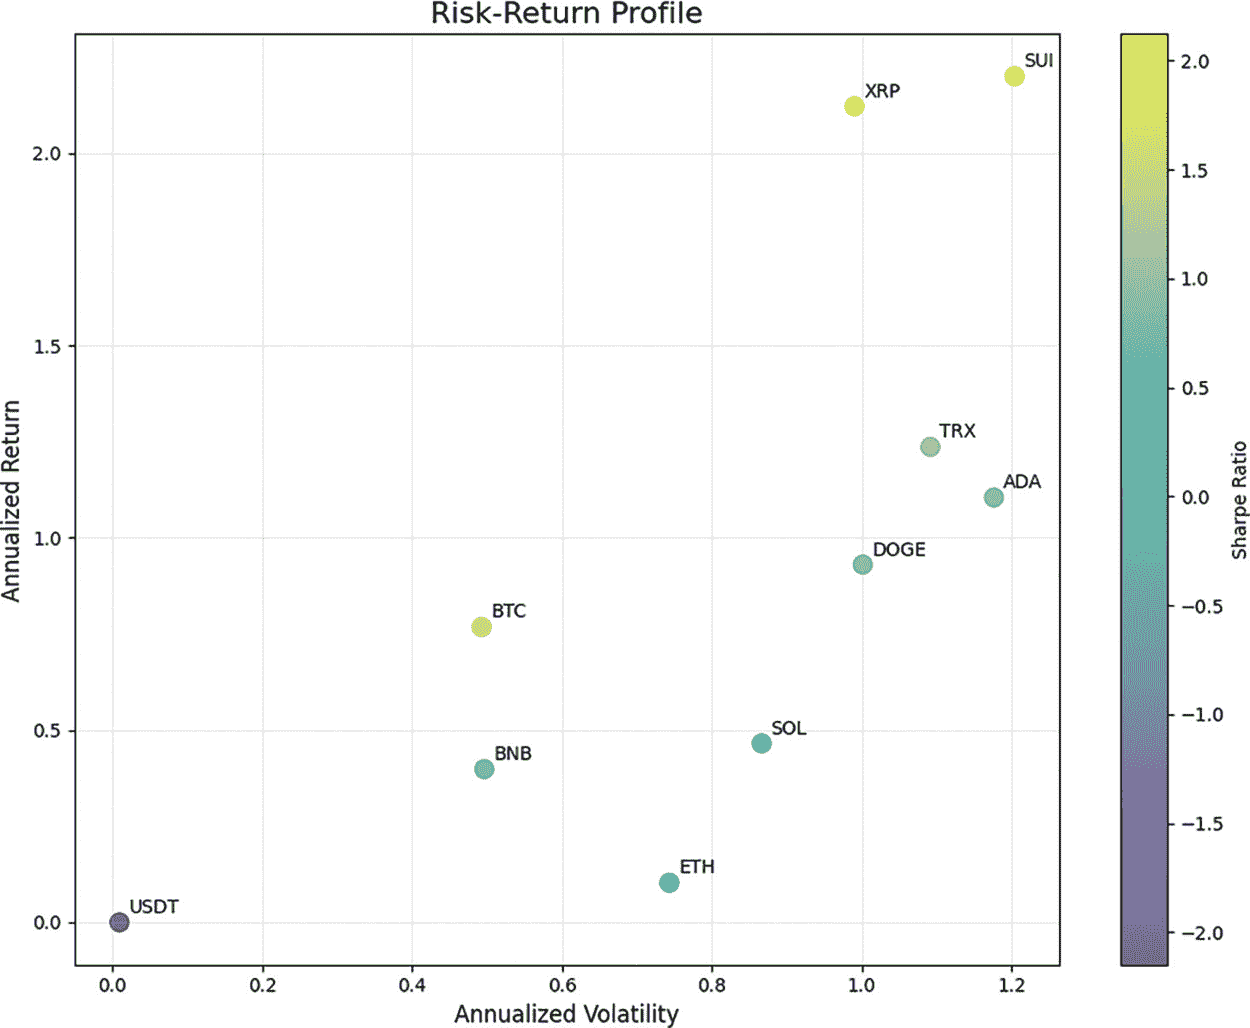 Risk-Return Profile
SUI
XRP
TRX
ADA
DOGE
BTC
SOL
BNB
ETH
USDT
2.0
1.5
1.0
0.5
0.0
Annualized Return
0.0 0.2 0.4 0.6 0.8 1.0 1.2
Annualized Volatility
2.0
1.5
1.0
0.5
0.0
−0.5
−1.0
−1.5
−2.0
Sharpe Ratio